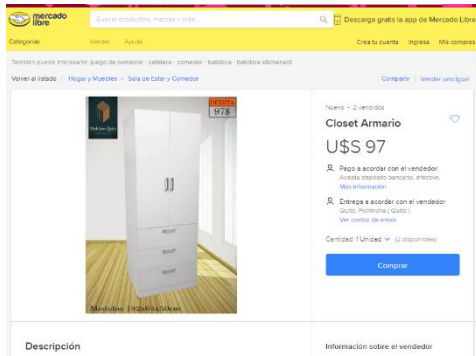 mercado
libre
Buscar productos, marcas y más...
Descarga gratis la app de Mercado Libre
Categorías
Vender
Ayuda
Crea tu cuenta
Ingresa
Mis compras
También puede interesarte: juego de comedor - cafetera - comedor - batidora - batidora kitchenaid
Volver al listado
Hogar y Muebles > Sala de Estar y Comedor
Compartir
Vender uno igual
OFERTA
978
Nuevo - 2 vendidos
Closet Armario
U$S 97
Pago a acordar con el vendedor
Acepta depósito bancario, efectivo.
Más información
Entrega a acordar con el vendedor
Quito, Pichincha ( Quito )
Ver costos de envío
Cantidad: 1 Unidad (2 disponibles)
Comprar
Descripción
Información sobre el vendedor